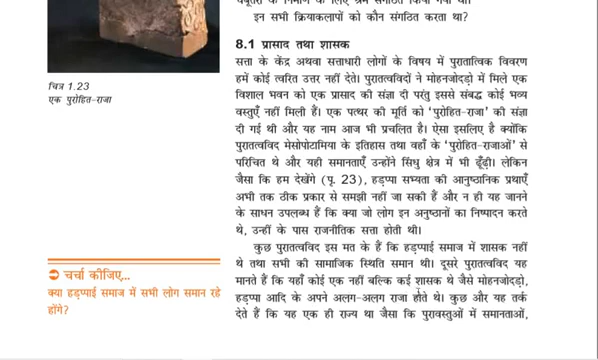 इन सभी क्रियाकलापों को कौन संगठित करता था?
8.1 प्रासाद तथा शासक
सत्ता के केंद्र अथवा सत्ताधारी लोगों के विषय में पुरातात्विक विवरण
हमें कोई त्वरित उत्तर नहीं देते। पुरातत्वविदों ने मोहनजोदड़ो में मिले एक
विशाल भवन को एक प्रासाद की संज्ञा दी परंतु इससे संबद्ध कोई भव्य
वस्तुएँ नहीं मिली हैं। एक पत्थर की मूर्ति को 'पुरोहित-राजा' की संज्ञा
दी गई थी और यह नाम आज भी प्रचलित है। ऐसा इसलिए है क्योंकि
पुरातत्वविद मेसोपोटामिया के इतिहास तथा वहाँ के 'पुरोहित-राजाओं' से
परिचित थे और यही समानताएँ उन्होंने सिंधु क्षेत्र में भी ढूँढ़ी। लेकिन
जैसा कि हम देखेंगे (पृ. 23), हड़प्पा सभ्यता की आनुष्ठानिक प्रथाएँ
अभी तक ठीक प्रकार से समझी नहीं जा सकी हैं और न ही यह जानने
के साधन उपलब्ध हैं कि क्या जो लोग इन अनुष्ठानों का निष्पादन करते
थे, उन्हीं के पास राजनीतिक सत्ता होती थी।
कुछ पुरातत्वविद इस मत के हैं कि हड़प्पाई समाज में शासक नहीं
थे तथा सभी की सामाजिक स्थिति समान थी। दूसरे पुरातत्वविद यह
मानते हैं कि यहाँ कोई एक नहीं बल्कि कई शासक थे जैसे मोहनजोदड़ो,
हड़प्पा आदि के अपने अलग-अलग राजा होते थे। कुछ और यह तर्क
देते हैं कि यह एक ही राज्य था जैसा कि पुरावस्तुओं में समानताओं,
चित्र 1.23
एक पुरोहित-राजा
चर्चा कीजिए...
क्या हड़प्पाई समाज में सभी लोग समान रहे
होंगे?